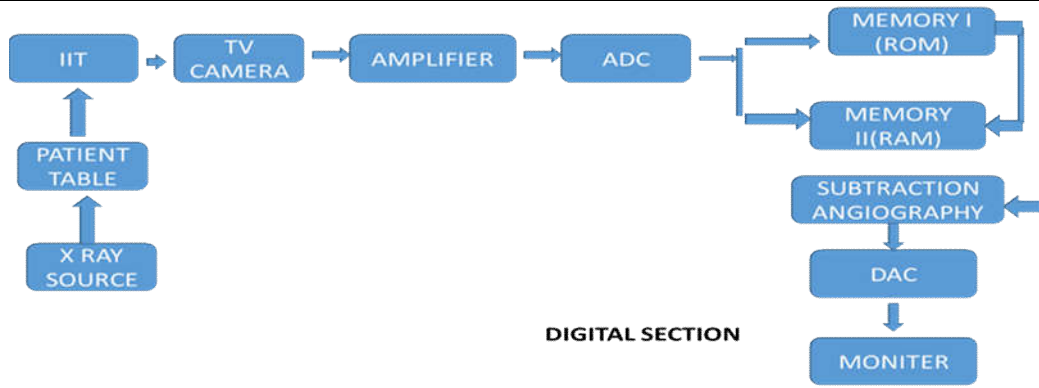 IIT
TV
CAMERA
AMPLIFIER
ADC
MEMORY I
(ROM)
MEMORY
II(RAM)
PATIENT
TABLE
X RAY
SOURCE
SUBTRACTION
ANGIOGRAPHY
DAC
DIGITAL SECTION
MONITER